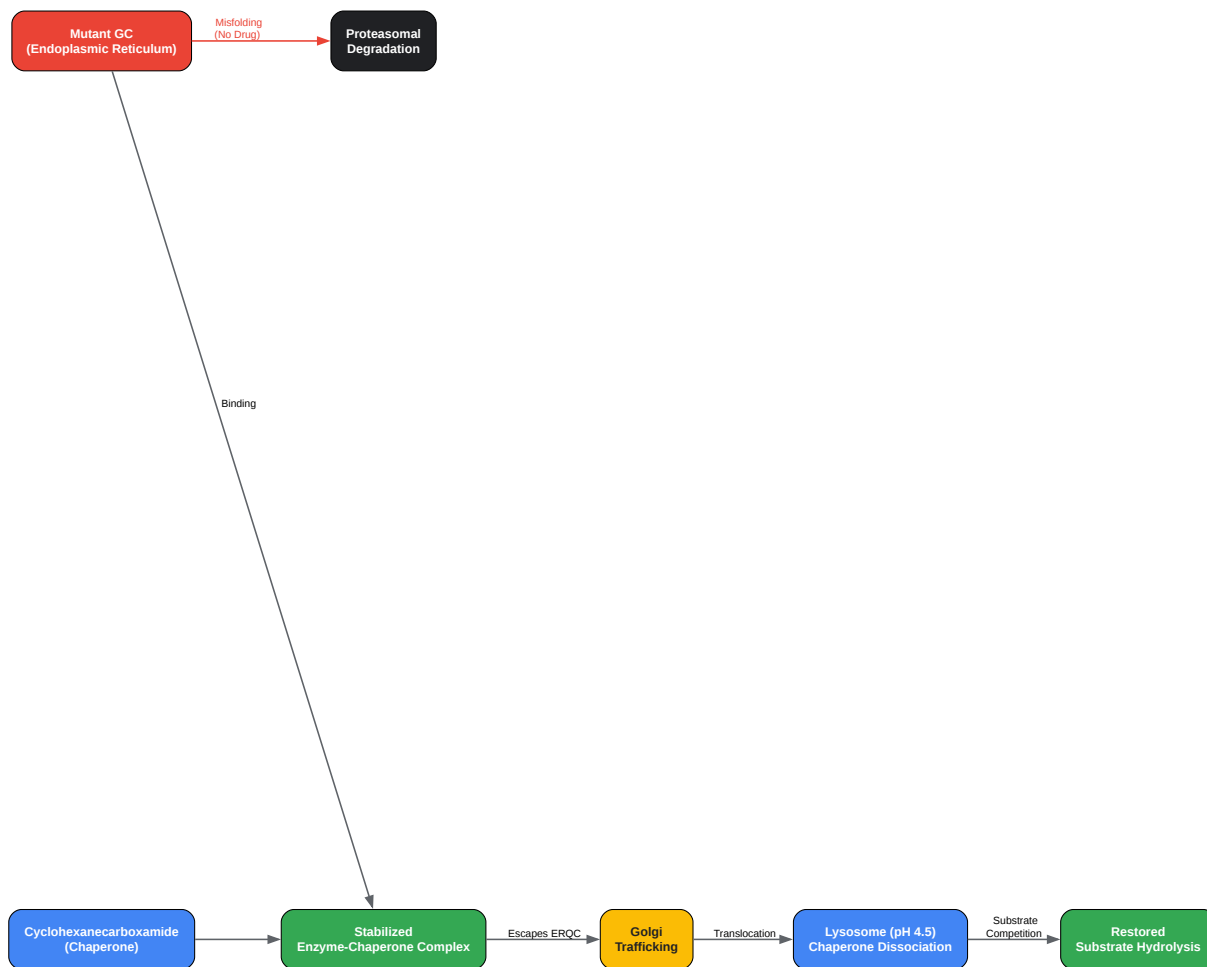 Mutant GC
(Endoplasmic Reticulum)
Misfolding
(No Drug)
Proteasomal
Degradation
Binding
Cyclohexanecarboxamide
(Chaperone)
Stabilized
Enzyme-Chaperone Complex
Escapes ERQC
Golgi
Trafficking
Translocation
Lysosome (pH 4.5)
Chaperone Dissociation
Substrate
Competition
Restored
Substrate Hydrolysis